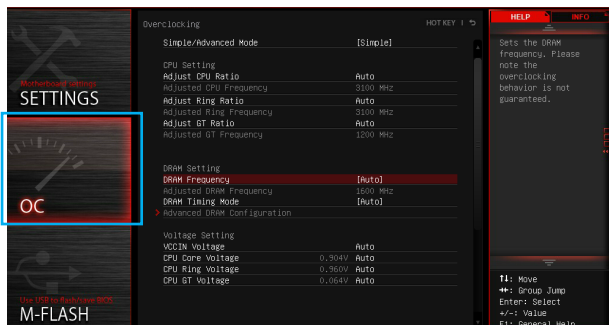 Overclocking
HOT KEY
Simple/Advanced Mode [Simple]
CPU Setting
Adjust CPU Ratio Auto
Adjusted CPU Frequency 3100 MHz
Adjust Ring Ratio Auto
Adjusted Ring Frequency 3100 MHz
Adjust GT Ratio Auto
Adjusted GT Frequency 1200 MHz
DRAM Setting
DRAM Frequency [Auto]
Adjusted DRAM Frequency 1600 MHz
DRAM Timing Mode [Auto]
> Advanced DRAM Configuration
Voltage Setting
VCCIN Voltage Auto
CPU Core Voltage 0.904V Auto
CPU Ring Voltage 0.960V Auto
CPU GT Voltage 0.064V Auto
Motherboard settings
SETTINGS
OC
Use USB to flash/save BIOS
M-FLASH
HELP
INFO
Sets the DRAM
frequency. Please
note the
overclocking
behavior is not
guaranteed.
↑↓: Move
: Group Jump
Enter: Select
+/-: Value
F1: General Help